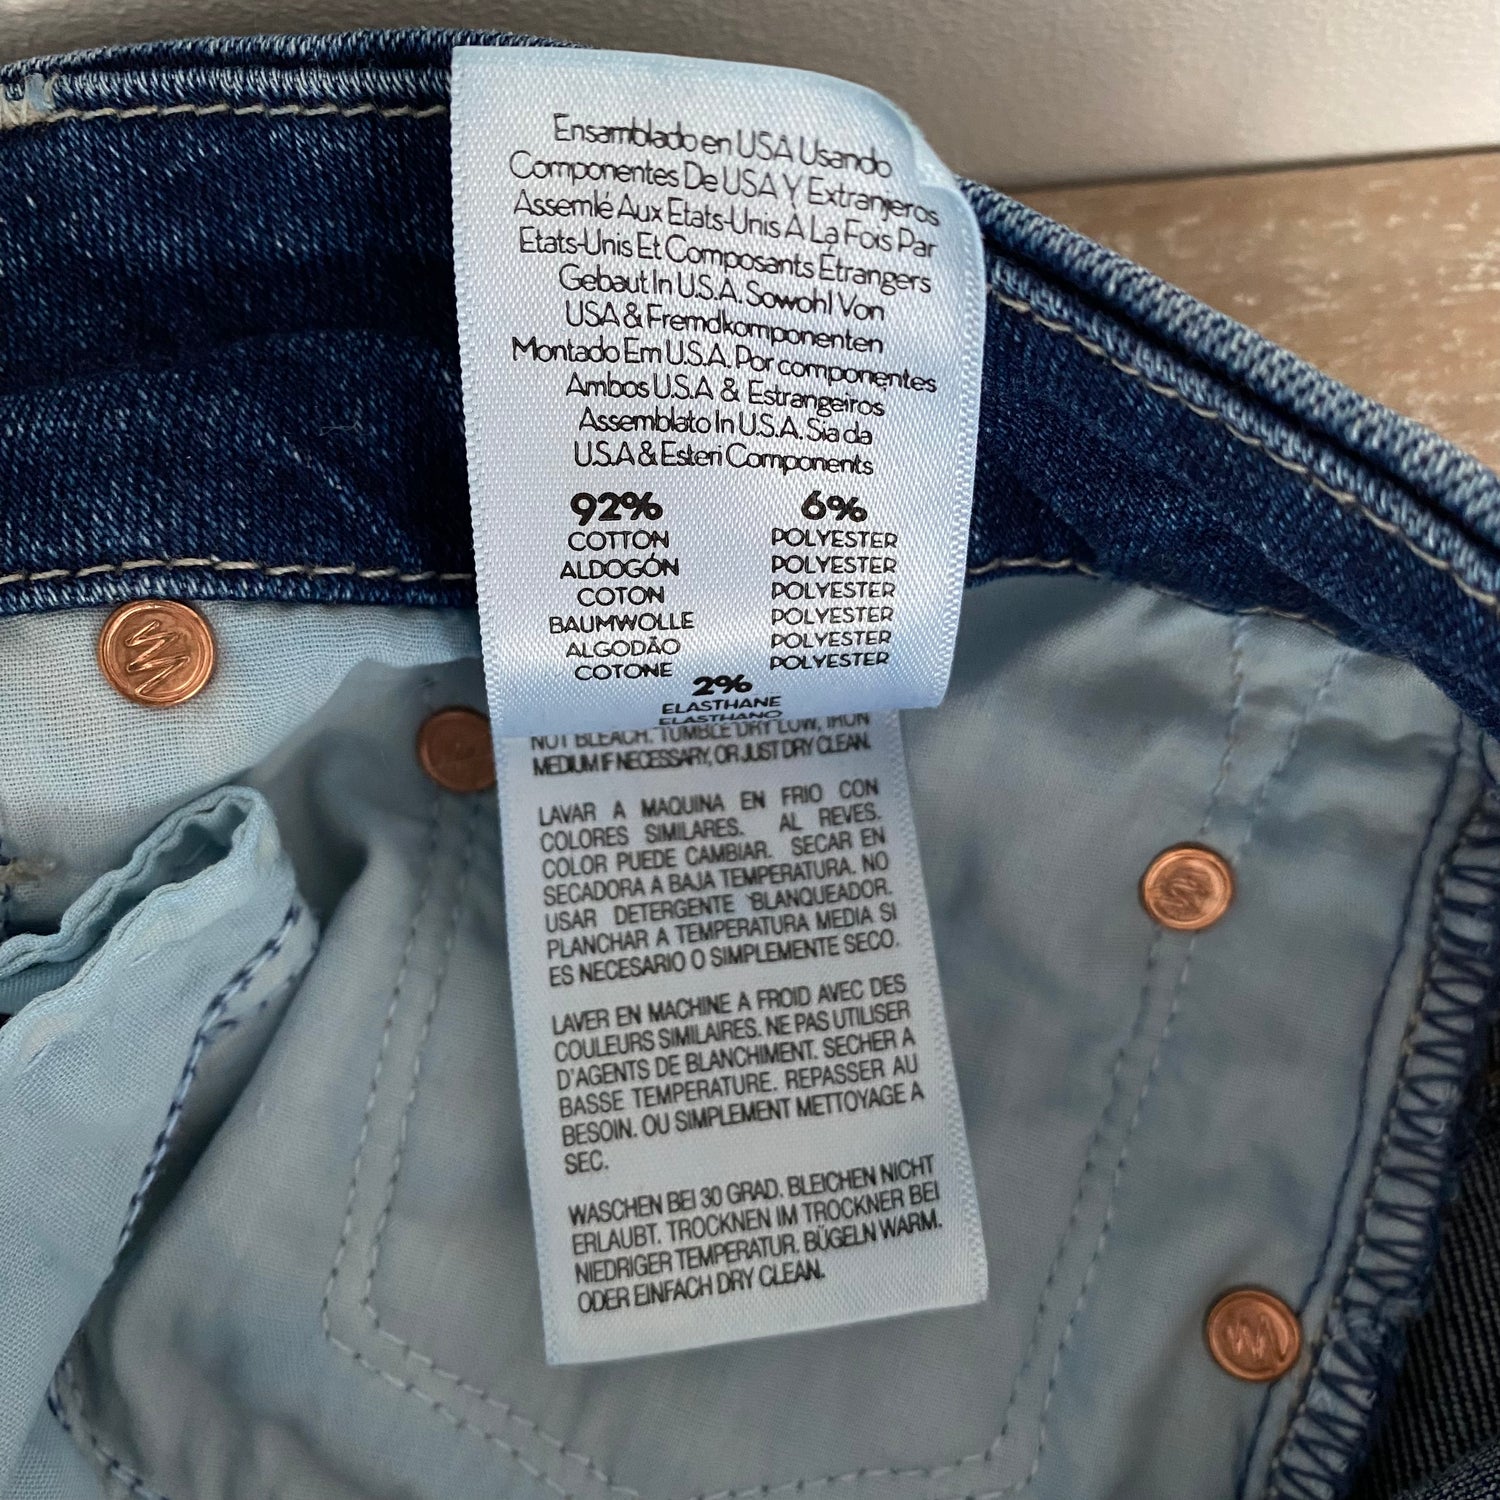 Ensamblado en USA Usando
Componentes De USA Y Extranjeros
Assemlé Aux Etats-Unis À La Fois Par
Etats-Unis Et Composants Étrangers
Gebaut In U.S.A. Sowohl Von
USA & Fremdkomponenten
Montado Em U.S.A. Por componentes
Ambos U.S.A & Estrangeiros
Assemblato In U.S.A. Sia da
U.S.A & Esteri Components
92%
COTTON
ALDOGÓN
COTON
BAUMWOLLE
ALGODÃO
COTONE
6%
POLYESTER
POLYESTER
POLYESTER
POLYESTER
POLYESTER
POLYESTER
2%
ELASTHANE
ELASTHANO
NOT BLEACH. TUMBLE DRY LOW, IRON
MEDIUM IF NECESSARY, OR JUST DRY CLEAN.
LAVAR A MAQUINA EN FRIO CON
COLORES SIMILARES. AL REVES.
COLOR PUEDE CAMBIAR. SECAR EN
SECADORA A BAJA TEMPERATURA. NO
USAR DETERGENTE BLANQUEADOR.
PLANCHAR A TEMPERATURA MEDIA SI
ES NECESARIO O SIMPLEMENTE SECO.
LAVER EN MACHINE A FROID AVEC DES
COULEURS SIMILAIRES. NE PAS UTILISER
D'AGENTS DE BLANCHIMENT. SECHER A
BASSE TEMPERATURE. REPASSER AU
BESOIN. OU SIMPLEMENT METTOYAGE A
SEC.
WASCHEN BEI 30 GRAD. BLEICHEN NICHT
ERLAUBT. TROCKNEN IM TROCKNER BEI
NIEDRIGER TEMPERATUR. BÜGELN WARM.
ODER EINFACH DRY CLEAN.